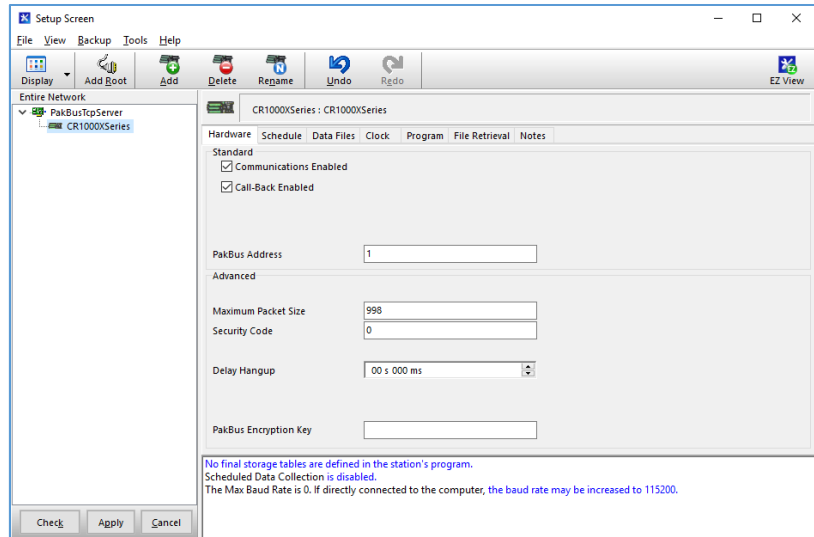 Setup Screen
File View Backup Tools Help
Display Add Root Add Delete Rename Undo Redo EZ View
Entire Network
PakBusTcpServer
CR1000XSeries
CR1000XSeries : CR1000XSeries
Hardware Schedule Data Files Clock Program File Retrieval Notes
Standard
Communications Enabled
Call-Back Enabled
PakBus Address 1
Advanced
Maximum Packet Size 998
Security Code 0
Delay Hangup 00 s 000 ms
PakBus Encryption Key
No final storage tables are defined in the station's program.
Scheduled Data Collection is disabled.
The Max Baud Rate is 0. If directly connected to the computer, the baud rate may be increased to 115200.
Check Apply Cancel